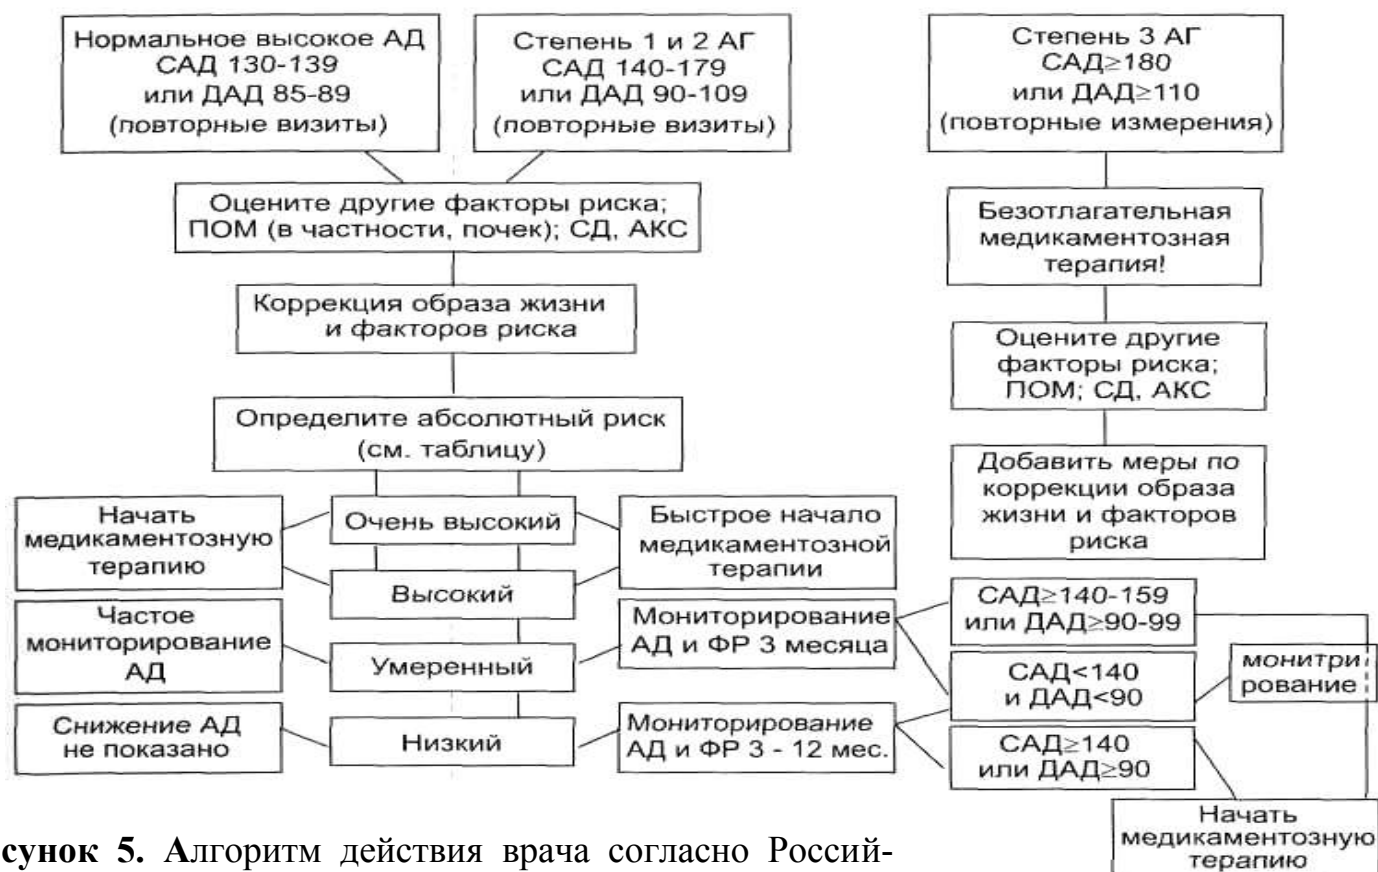 Нормальное высокое АД
САД 130-139
или ДАД 85-89
(повторные визиты)
Степень 1 и 2 АГ
САД 140-179
или ДАД 90-109
(повторные визиты)
Степень 3 АГ
САД≥180
или ДАД≥110
(повторные измерения)
Оцените другие факторы риска;
ПОМ (в частности, почек); СД, АКС
Безотлагательная
медикаментозная
терапия!
Коррекция образа жизни
и факторов риска
Оцените другие
факторы риска;
ПОМ; СД, АКС
Определите абсолютный риск
(см. таблицу)
Добавить меры по
коррекции образа
жизни и факторов
риска
Начать
медикаментозную
терапию
Очень высокий
Высокий
Быстрое начало
медикаментозной
терапии
Частое
мониторирование
АД
Умеренный
Мониторирование
АД и ФР 3 месяца
САД≥140-159
или ДАД≥90-99
САД<140
и ДАД<90
монитри
рование
Снижение АД
не показано
Низкий
Мониторирование
АД и ФР 3 - 12 мес.
САД≥140
или ДАД≥90
Начать
медикаментозную
терапию
сунок 5. Алгоритм действия врача согласно Россий-